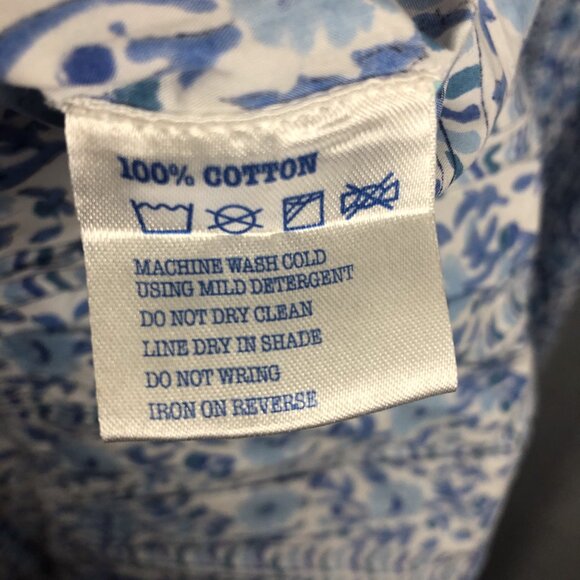 100% COTTON
MACHINE WASH COLD
USING MILD DETERGENT
DO NOT DRY CLEAN
LINE DRY IN SHADE
DO NOT WRING
IRON ON REVERSE